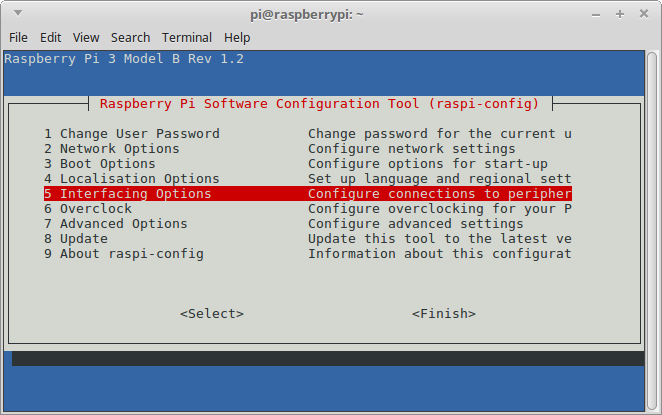 pi@raspberrypi: ~
File Edit View Search Terminal Help
Raspberry Pi 3 Model B Rev 1.2
Raspberry Pi Software Configuration Tool (raspi-config)
1 Change User Password Change password for the current u
2 Network Options Configure network settings
3 Boot Options Configure options for start-up
4 Localisation Options Set up language and regional sett
5 Interfacing Options Configure connections to peripher
6 Overclock Configure overclocking for your P
7 Advanced Options Configure advanced settings
8 Update Update this tool to the latest ve
9 About raspi-config Information about this configurat
<Select> <Finish>